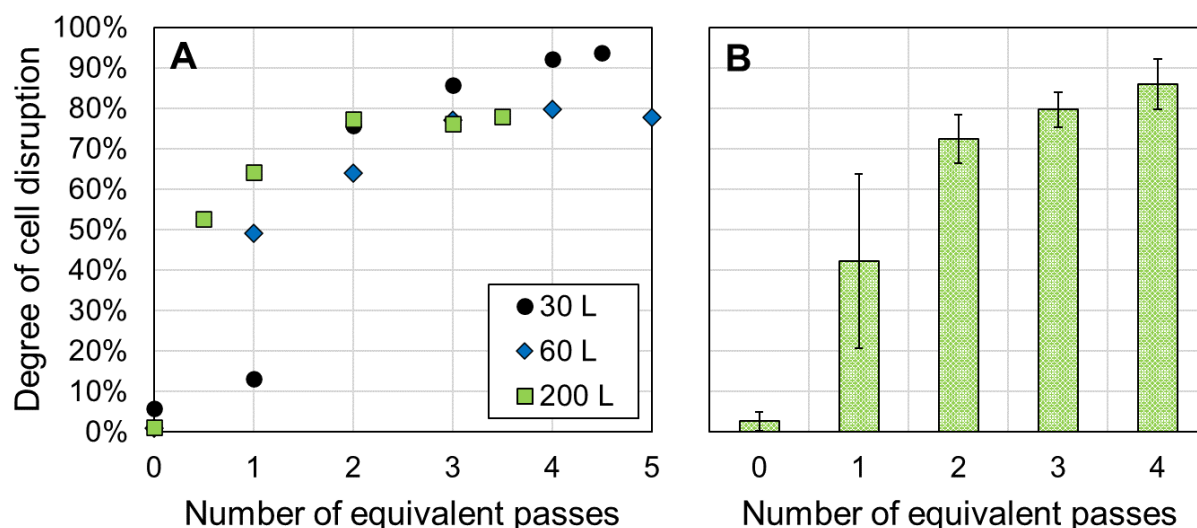 Degree of cell disruption
100%
90%
80%
70%
60%
50%
40%
30%
20%
10%
0%
A
30 L
60 L
200 L
0 1 2 3 4 5
Number of equivalent passes
B
0 1 2 3 4
Number of equivalent passes